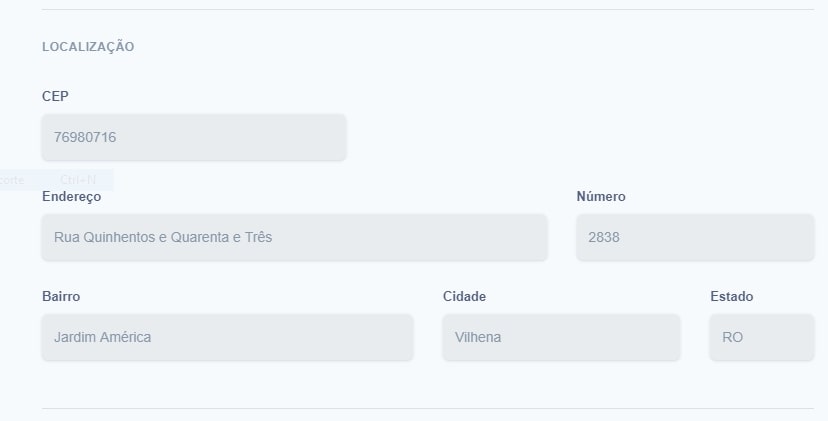 LOCALIZAÇÃO
CEP
76980716
corte Ctrl+N
Endereço Número
Rua Quinhentos e Quarenta e Três 2838
Bairro Cidade Estado
Jardim América Vilhena RO